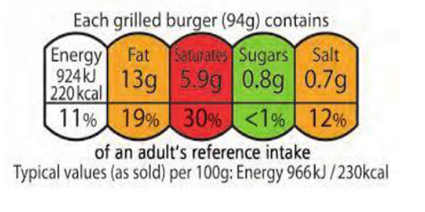 Each grilled burger (94g) contains
Energy Fat Saturates Sugars Salt
924kJ 13g 5.9g 0.8g 0.7g
220kcal
11% 19% 30% <1% 12%
of an adult's reference intake
Typical values (as sold) per 100g: Energy 966kJ / 230kcal